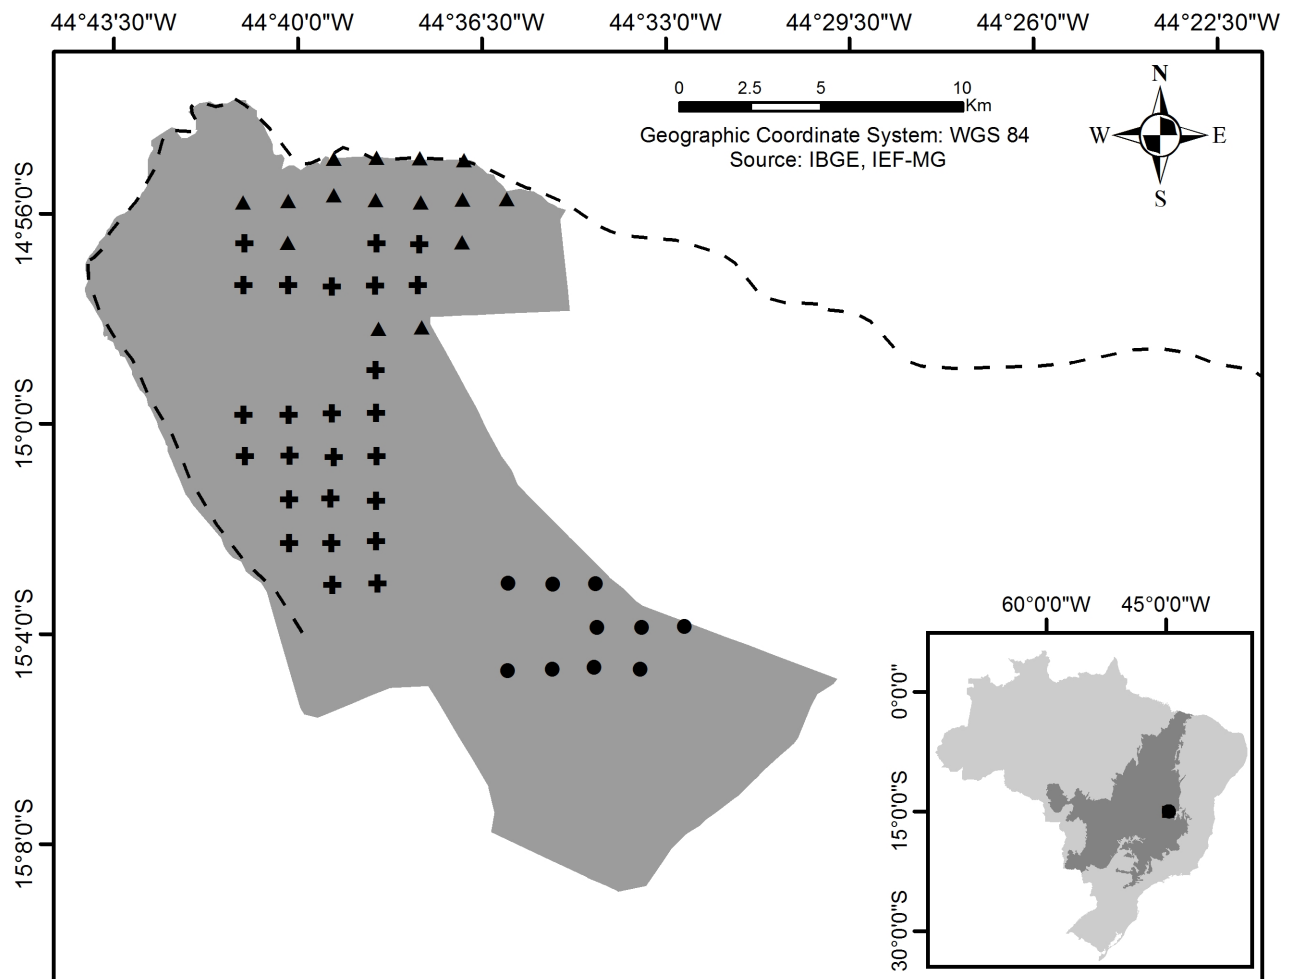 44°43'30"W 44°40'0"W 44°36'30"W 44°33'0"W 44°29'30"W 44°26'0"W 44°22'30"W
0 2.5 5 10
Km
Geographic Coordinate System: WGS 84
Source: IBGE, IEF-MG
N
W E
S
14°56'0"S
15°0'0"S
15°4'0"S
15°8'0"S
60°0'0"W 45°0'0"W
0°0'0"
15°0'0"S
30°0'0"S